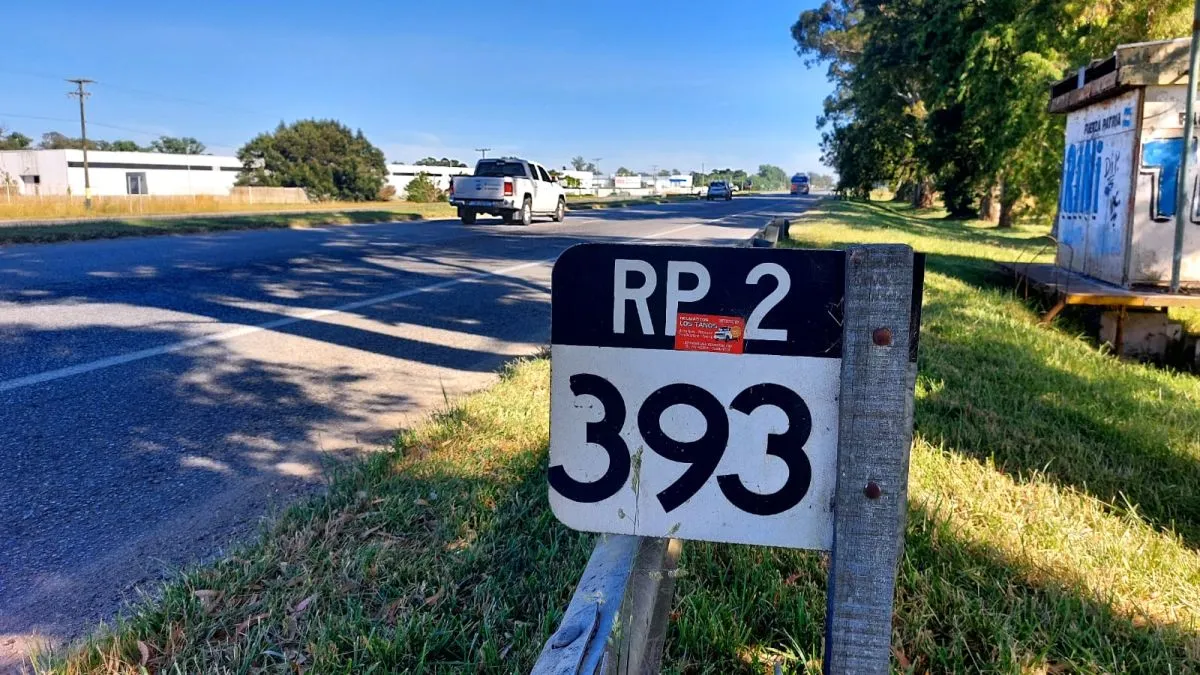 RP 2
LOS TANOS
393
FUERZA PATRIA